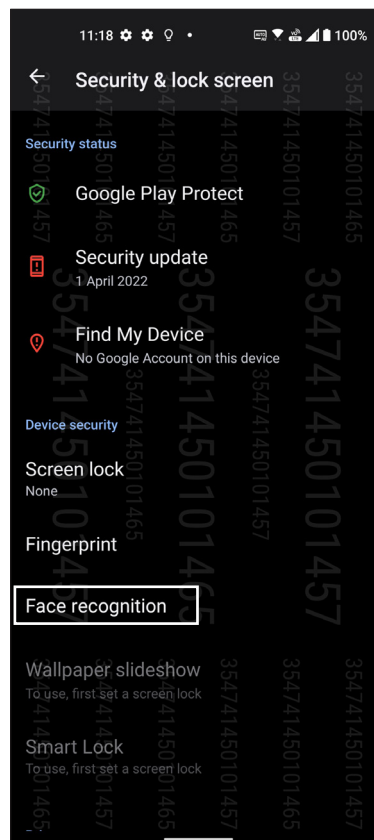 11:18
100%
Security & lock screen
Security status
Google Play Protect
Security update
1 April 2022
Find My Device
No Google Account on this device
Device security
Screen lock
None
Fingerprint
Face recognition
Wallpaper slideshow
To use, first set a screen lock
Smart Lock
To use, first set a screen lock
354741450101457
354741450101465